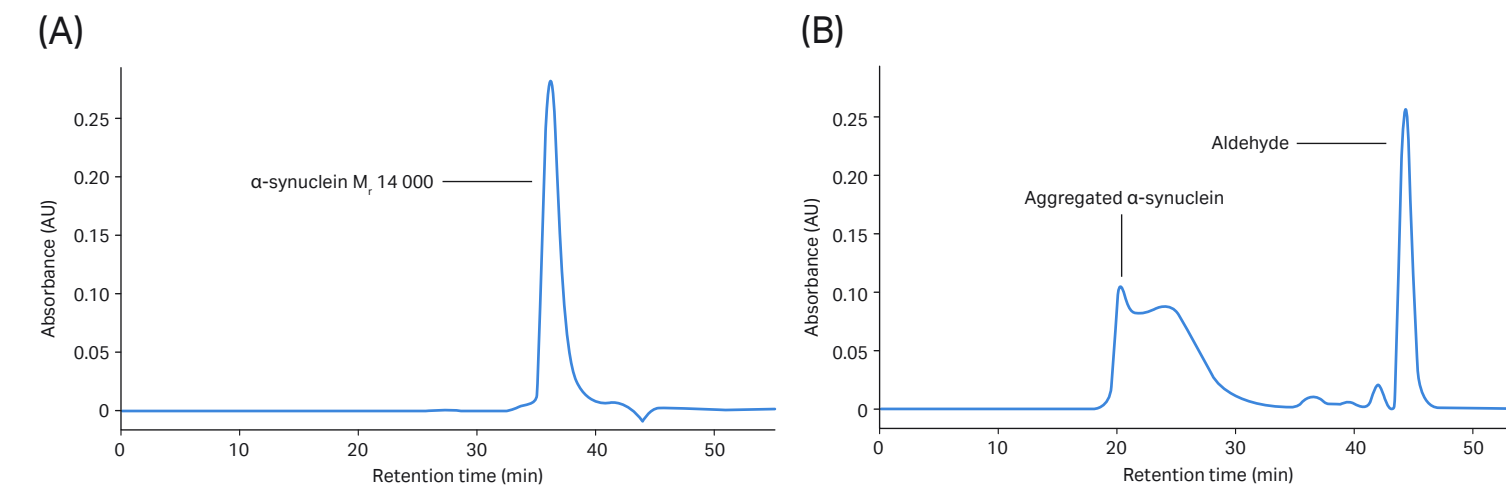 (A)
0.25
0.20
0.15
0.10
0.05
0
Absorbance (AU)
α-synuclein Mr 14 000
0 10 20 30 40 50
Retention time (min)
(B)
0.25
0.20
0.15
0.10
0.05
0
Absorbance (AU)
Aldehyde
Aggregated α-synuclein
0 10 20 30 40 50
Retention time (min)